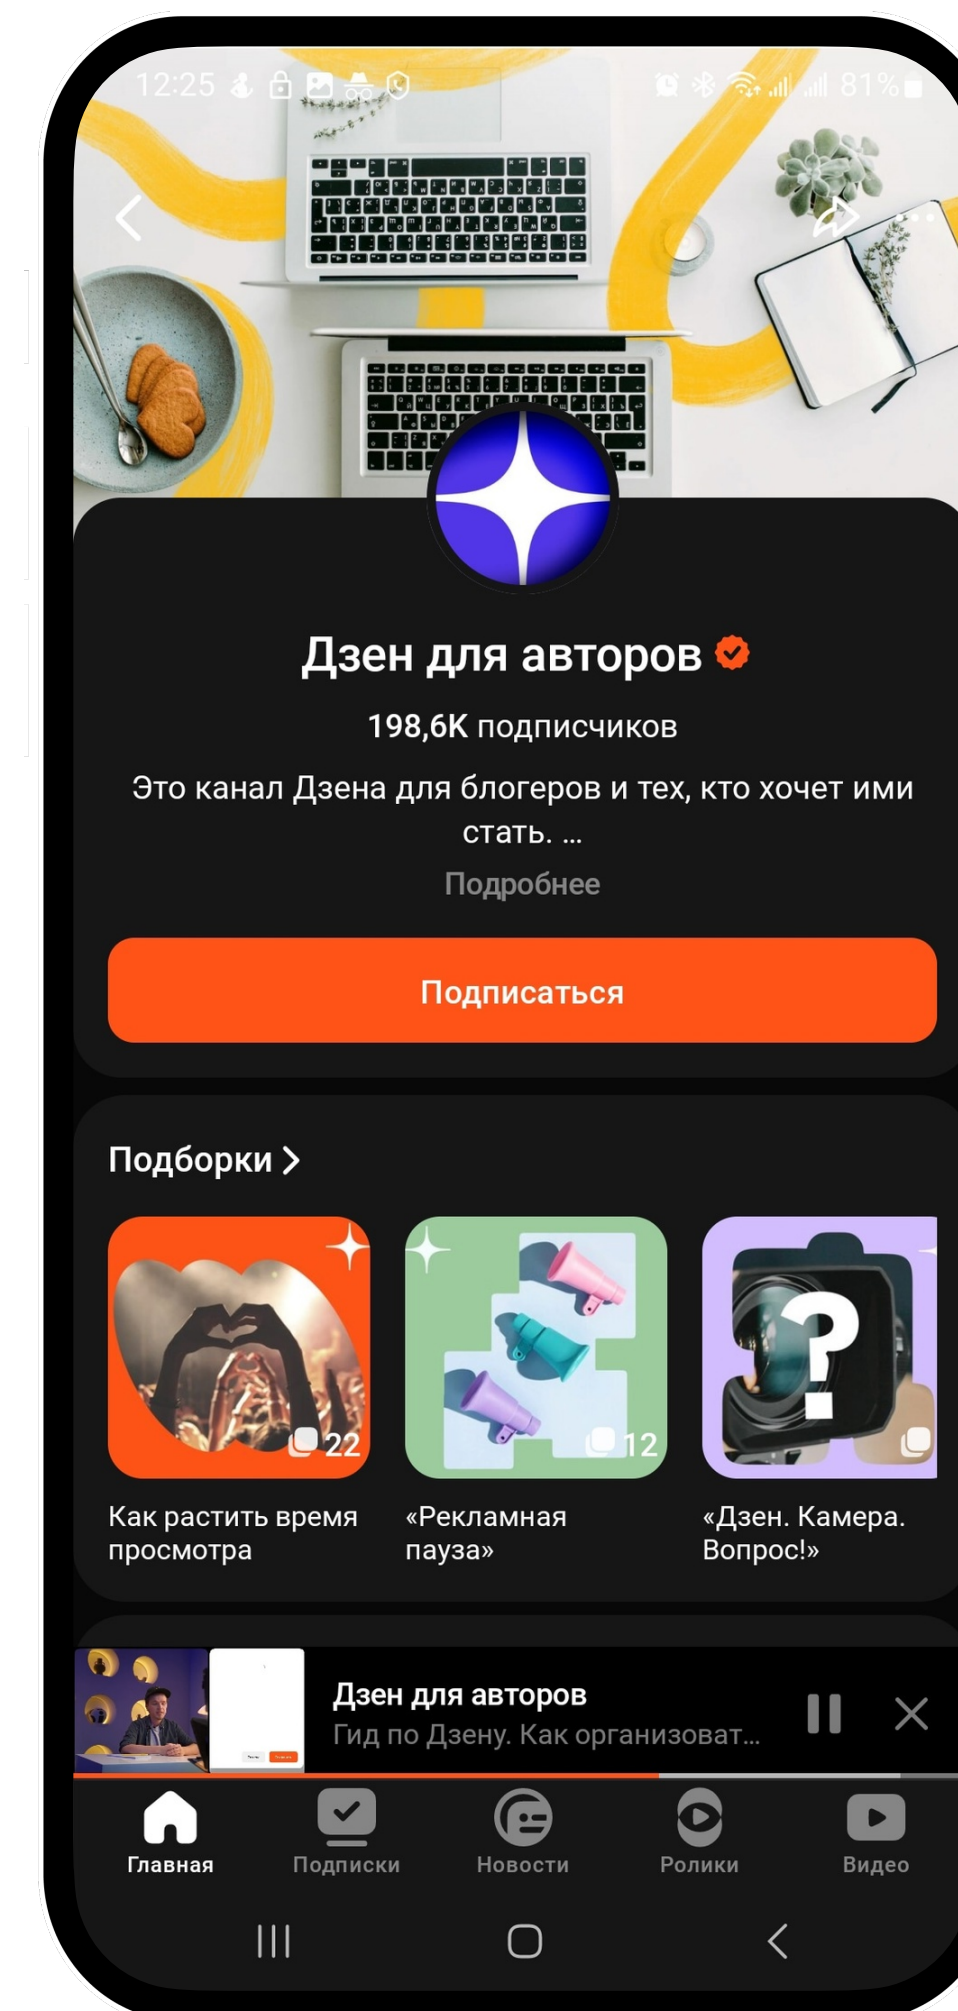 12:25
81%
Дзен для авторов
198,6K подписчиков
Это канал Дзена для блогеров и тех, кто хочет ими
стать. ...
Подробнее
Подписаться
Подборки
22
12
Как растить время
просмотра
«Рекламная
пауза»
«Дзен. Камера.
Вопрос!»
Дзен для авторов
Гид по Дзену. Как организоват...
Главная
Подписки
Новости
Ролики
Видео